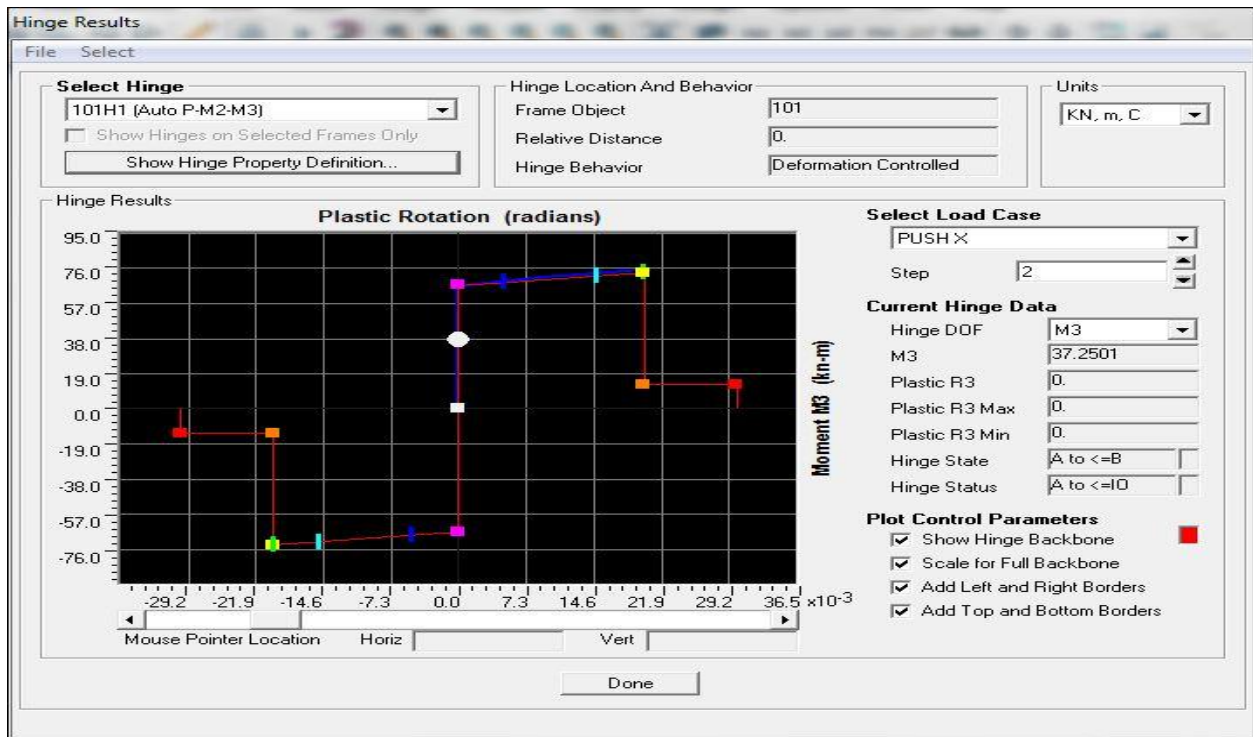 Hinge Results
File Select
Select Hinge
101H1 (Auto P-M2-M3)
Show Hinges on Selected Frames Only
Show Hinge Property Definition...
Hinge Location And Behavior
Frame Object 101
Relative Distance 0.
Hinge Behavior Deformation Controlled
Units
KN, m, C
Hinge Results
Plastic Rotation (radians)
95.0
76.0
57.0
38.0
19.0
0.0
-19.0
-38.0
-57.0
-76.0
-29.2 -21.9 -14.6 -7.3 0.0 7.3 14.6 21.9 29.2 36.5 x10-3
Moment M3 (kn-m)
Mouse Pointer Location Horiz Vert
Select Load Case
PUSH X
Step 2
Current Hinge Data
Hinge DOF M3
M3 37.2501
Plastic R3 0.
Plastic R3 Max 0.
Plastic R3 Min 0.
Hinge State A to <=B
Hinge Status A to <=IO
Plot Control Parameters
Show Hinge Backbone
Scale for Full Backbone
Add Left and Right Borders
Add Top and Bottom Borders
Done